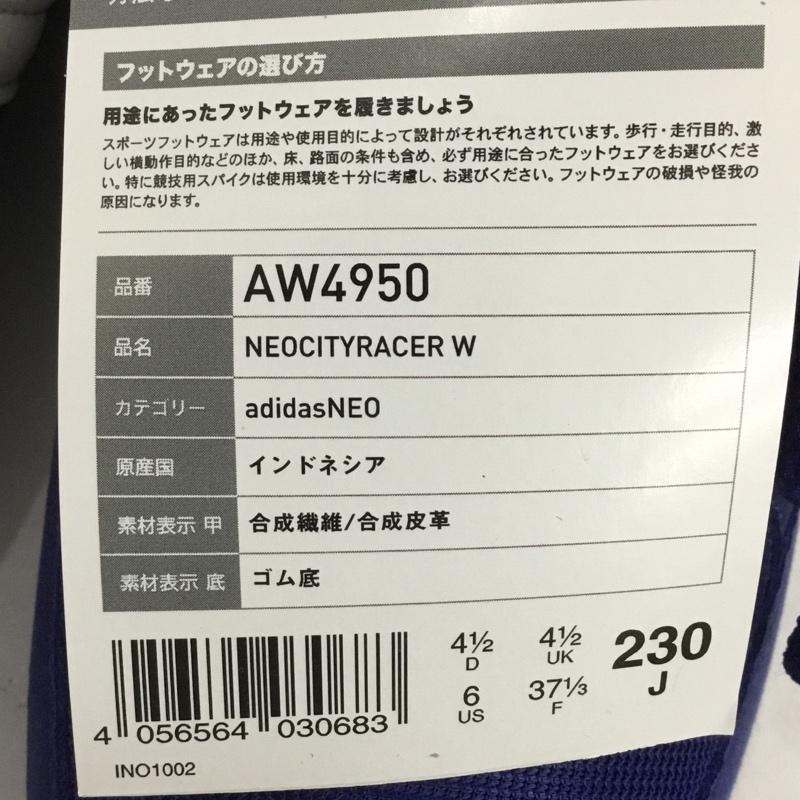 フットウェアの選び方
用途にあったフットウェアを履きましょう
スポーツフットウェアは用途や使用目的によって設計がそれぞれされています。歩行・走行目的、激
しい横動作目的などのほか、床、路面の条件も含め、必ず用途に合ったフットウェアをお選びくださ
い。特に競技用スパイクは使用環境を十分に考慮し、お選びください。フットウェアの破損や怪我の
原因になります。
品番 AW4950
品名 NEOCITYRACER W
カテゴリー adidasNEO
原産国 インドネシア
素材表示 甲 合成繊維/合成皮革
素材表示 底 ゴム底
4½ 4½ 230
D UK J
6 37⅓
US F
4 056564 030683
INO1002